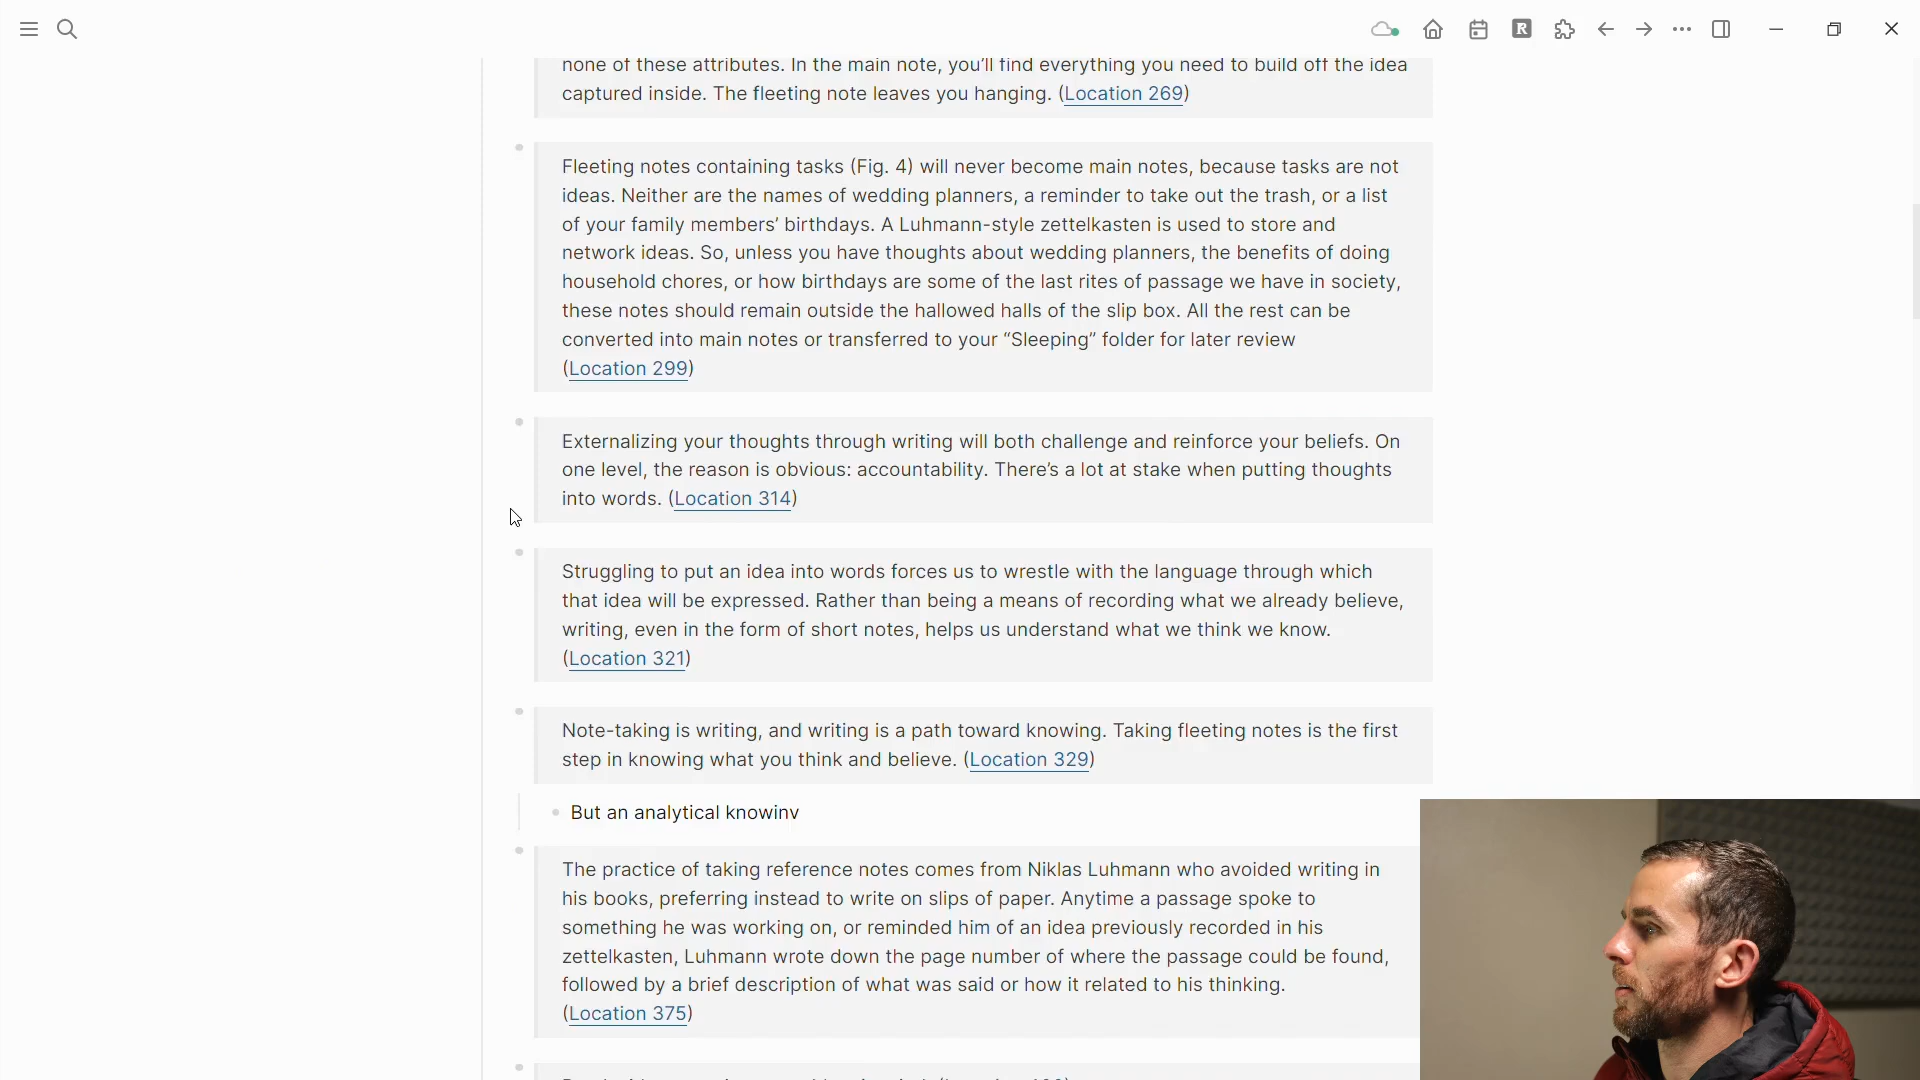 R
none of these attributes. In the main note, you’ll find everything you need to build off the idea
captured inside. The fleeting note leaves you hanging. (Location 269)
Fleeting notes containing tasks (Fig. 4) will never become main notes, because tasks are not
ideas. Neither are the names of wedding planners, a reminder to take out the trash, or a list
of your family members’ birthdays. A Luhmann-style zettelkasten is used to store and
network ideas. So, unless you have thoughts about wedding planners, the benefits of doing
household chores, or how birthdays are some of the last rites of passage we have in society,
these notes should remain outside the hallowed halls of the slip box. All the rest can be
converted into main notes or transferred to your “Sleeping” folder for later review
(Location 299)
Externalizing your thoughts through writing will both challenge and reinforce your beliefs. On
one level, the reason is obvious: accountability. There’s a lot at stake when putting thoughts
into words. (Location 314)
Struggling to put an idea into words forces us to wrestle with the language through which
that idea will be expressed. Rather than being a means of recording what we already believe,
writing, even in the form of short notes, helps us understand what we think we know.
(Location 321)
Note-taking is writing, and writing is a path toward knowing. Taking fleeting notes is the first
step in knowing what you think and believe. (Location 329)
But an analytical knowinv
The practice of taking reference notes comes from Niklas Luhmann who avoided writing in
his books, preferring instead to write on slips of paper. Anytime a passage spoke to
something he was working on, or reminded him of an idea previously recorded in his
zettelkasten, Luhmann wrote down the page number of where the passage could be found,
followed by a brief description of what was said or how it related to his thinking.
(Location 375)